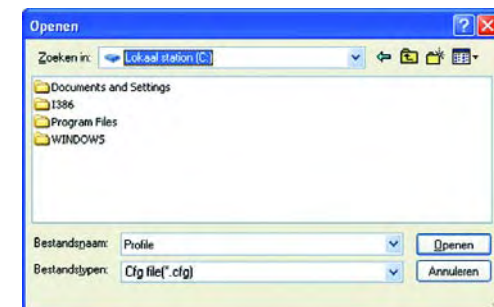 Openen
Zoeken in: Lokaal station (C:)
Documents and Settings
I386
Program Files
WINDOWS
Bestandsnaam: Profile Openen
Bestandstypen: Cfg file(*.cfg) Annuleren